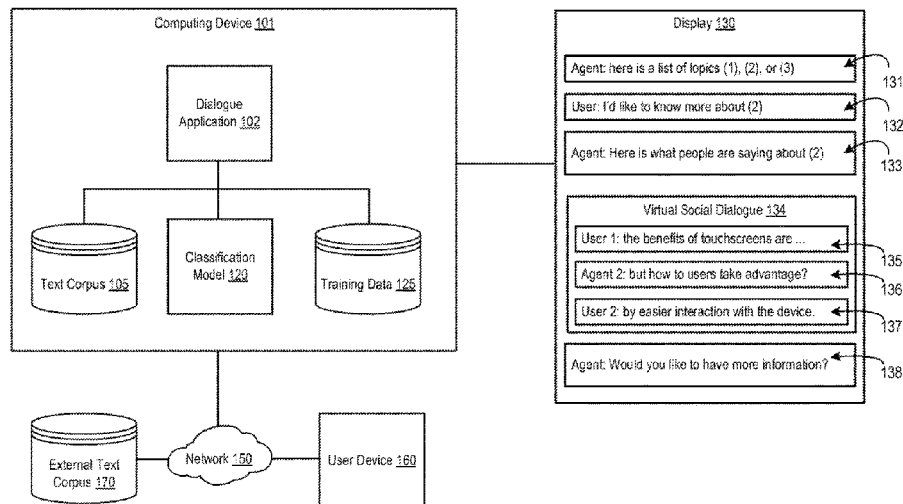 Computing Device 101
Dialogue
Application 102
Text Corpus 105
Classification
Model 120
Training Data 125
External Text
Corpus 170
Network 150
User Device 160
Display 130
Agent: here is a list of topics (1), (2), or (3)
131
User: I'd like to know more about (2)
132
Agent: Here is what people are saying about (2)
133
Virtual Social Dialogue 134
User 1: the benefits of touchscreens are ...
135
Agent 2: but how to users take advantage?
136
User 2: by easier interaction with the device.
137
Agent: Would you like to have more information?
138